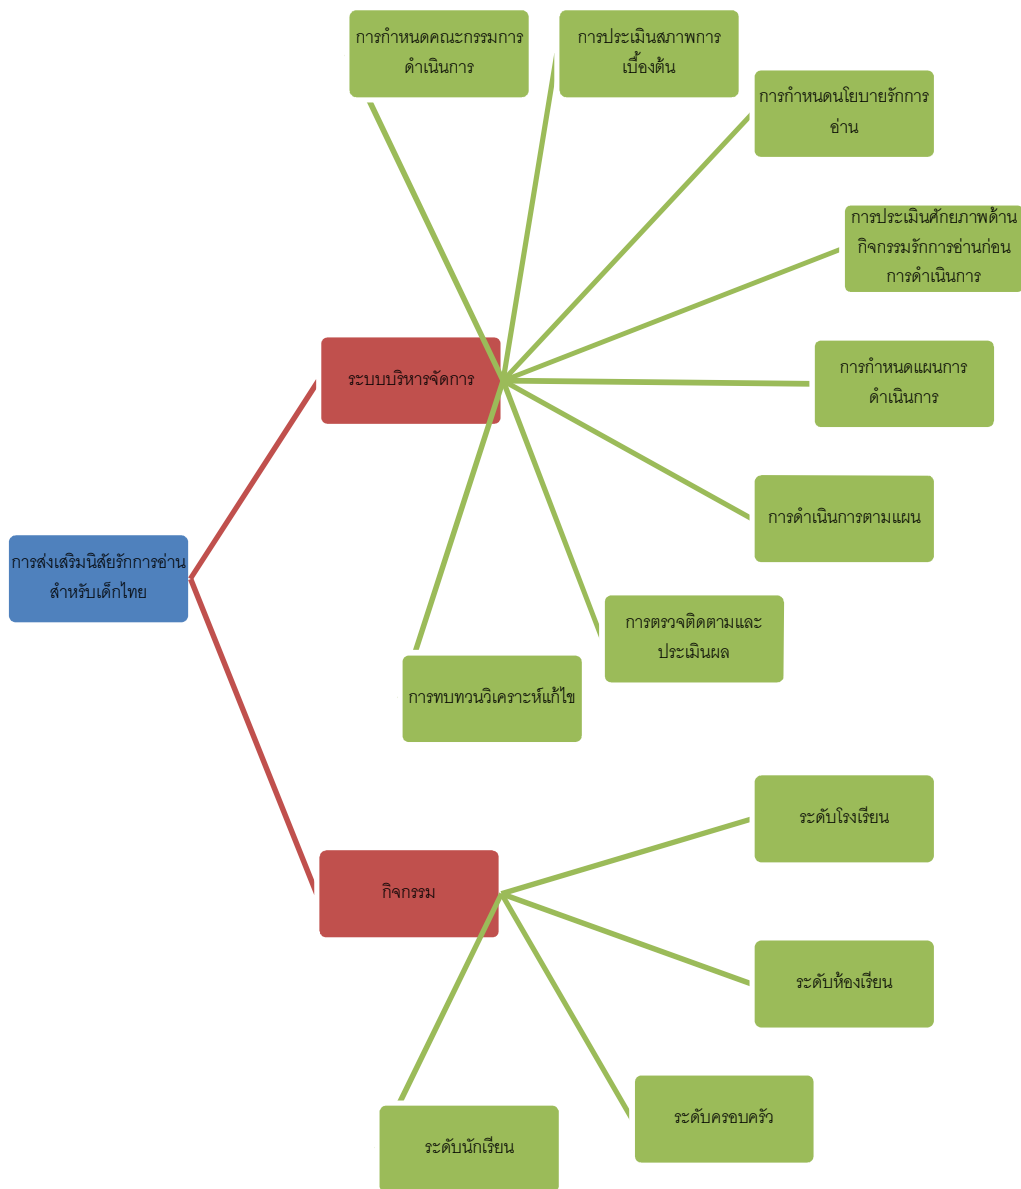 การกำหนดคณะกรรมการ
ดำเนินการ
การประเมินสภาพการ
เบื้องต้น
การกำหนดนโยบายรักการ
อ่าน
การประเมินศักยภาพด้าน
กิจกรรมรักการอ่านก่อน
การดำเนินการ
ระบบบริหารจัดการ
การกำหนดแผนการ
ดำเนินการ
การดำเนินการตามแผน
การส่งเสริมนิสัยรักการอ่าน
สำหรับเด็กไทย
การตรวจติดตามและ
ประเมินผล
การทบทวนวิเคราะห์แก้ไข
ระดับโรงเรียน
กิจกรรม
ระดับห้องเรียน
ระดับครอบครัว
ระดับนักเรียน